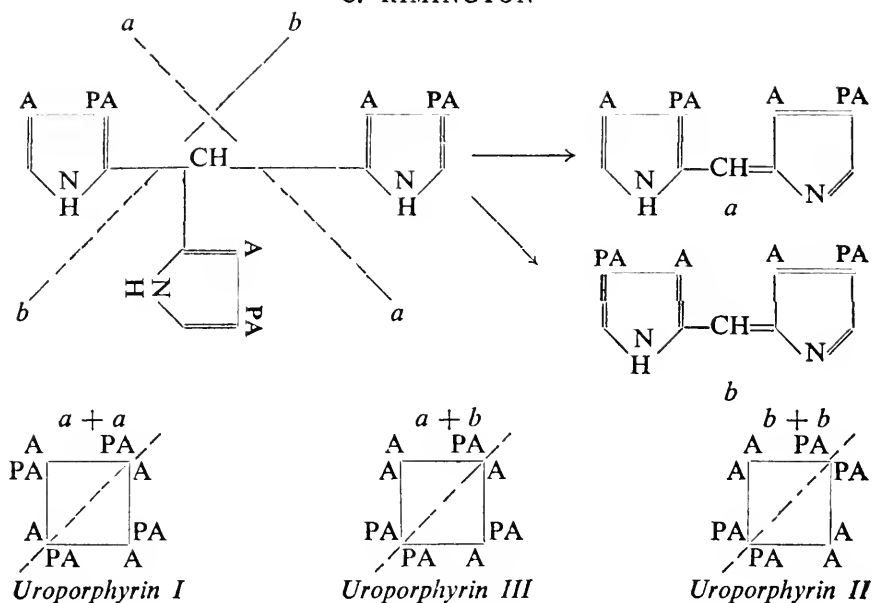 C. RIMINGTON
a b
A PA A PA A PA A PA
CH CH
N N N N
H H H
a
A PA A A PA
N CH
H N N
PA H
b a b
a + a a + b b + b
A PA A PA A PA
PA A A A A PA
A PA PA PA PA A
PA A PA A PA A
Uroporphyrin I Uroporphyrin III Uroporphyrin II